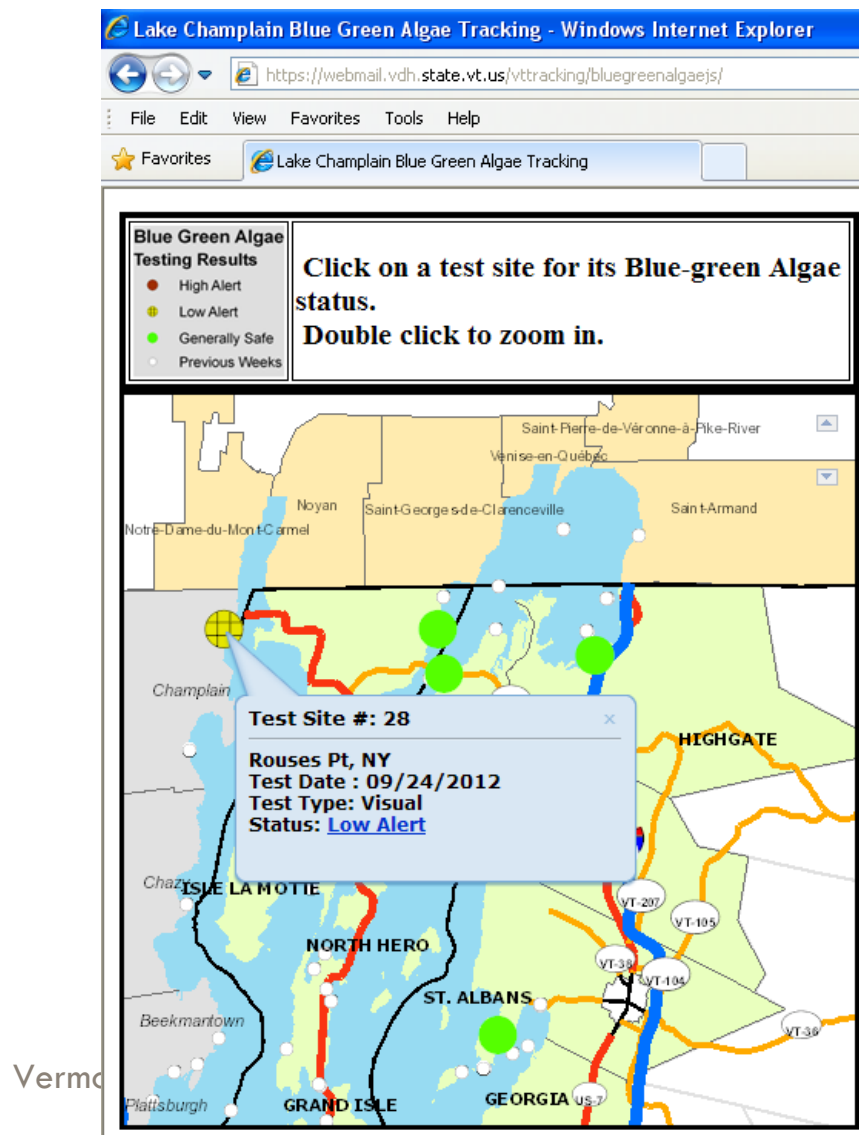 Lake Champlain Blue Green Algae Tracking - Windows Internet Explorer
https://webmail.vdh.state.vt.us/vttracking/bluegreenalgaejs/
File Edit View Favorites Tools Help
Favorites
Lake Champlain Blue Green Algae Tracking
Blue Green Algae
Testing Results
High Alert
Low Alert
Generally Safe
Previous Weeks
Click on a test site for its Blue-green Algae
status.
Double click to zoom in.
Saint-Pierre-de-Véronne-à-Pike-River
Venise-en-Québec
Noyan
Saint-Georges-de-Clarenceville
Saint-Armand
Notre-Dame-du-Mont-Carmel
Champlain
Test Site #: 28
Rouses Pt, NY
Test Date : 09/24/2012
Test Type: Visual
Status: Low Alert
HIGHGATE
Chazy
ISLE LA MOTTE
VT-207
VT-105
NORTH HERO
VT-38
VT-104
ST. ALBANS
Beekmantown
VT-36
Plattsburgh
GRAND ISLE
GEORGIA
US-7